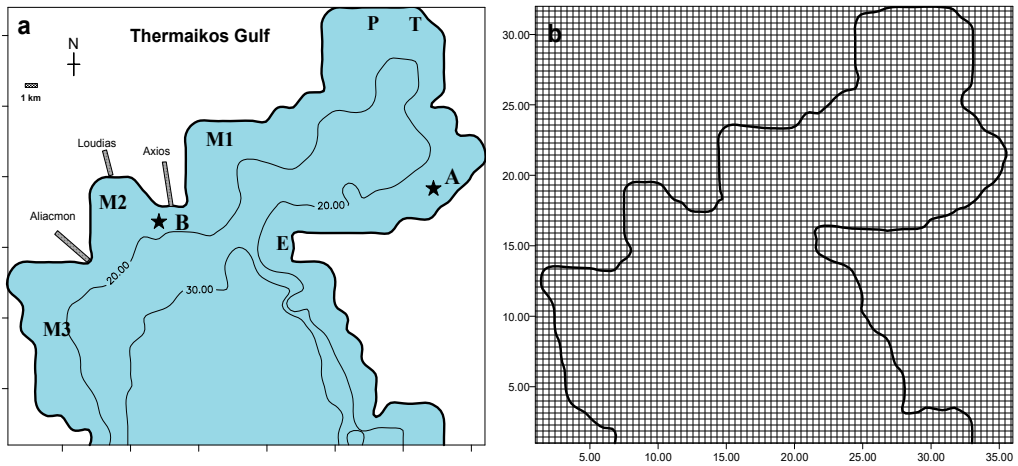 a
Thermaikos Gulf
P T
N
1 km
M1
Loudias
Axios
A
M2
B
20.00
Aliacmon
E
20.00
30.00
M3
b
30.00
25.00
20.00
15.00
10.00
5.00
5.00 10.00 15.00 20.00 25.00 30.00 35.00